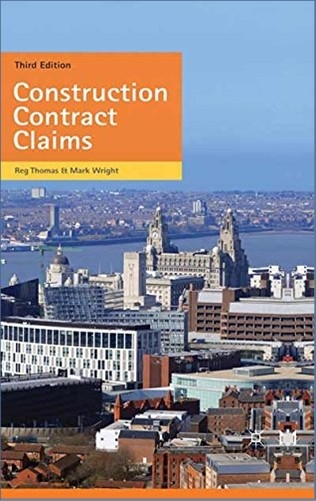 Third Edition
Construction
Contract
Claims
Reg Thomas & Mark Wright